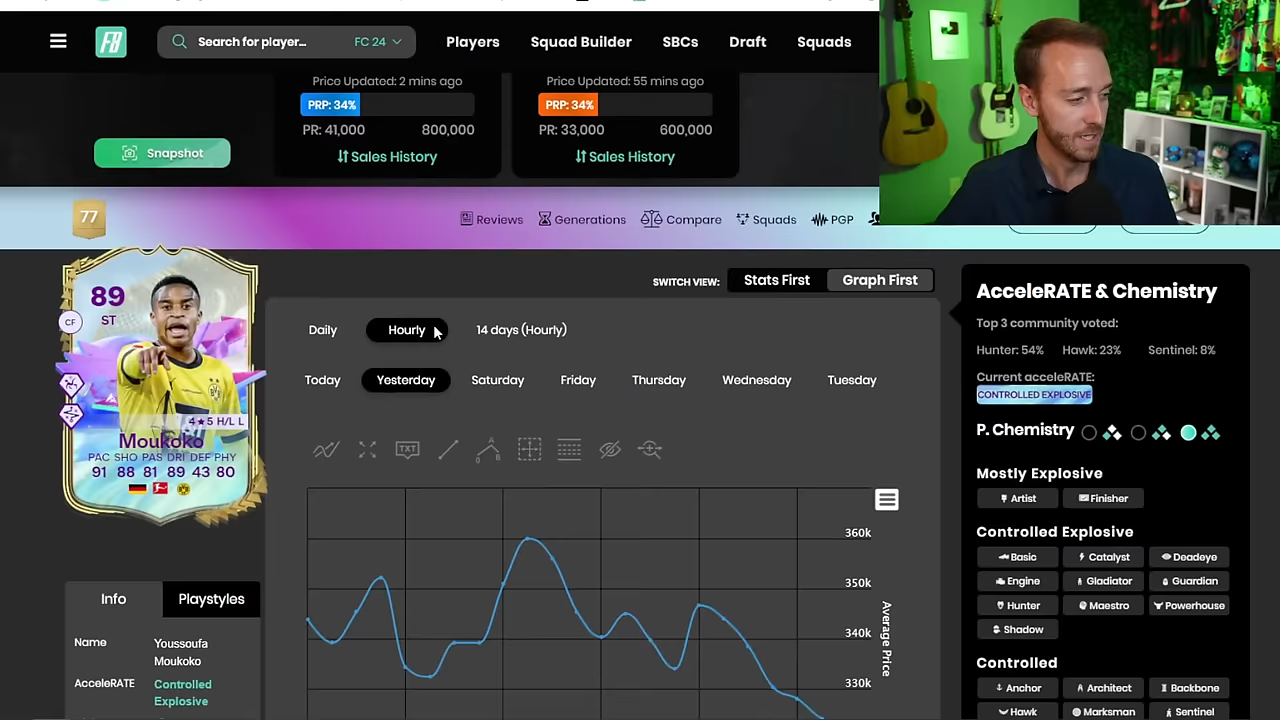 FB
Search for player...
FC 24
Players
Squad Builder
SBCs
Draft
Squads
Price Updated: 2 mins ago
Price Updated: 55 mins ago
PRP: 34%
PRP: 34%
PR: 41,000
800,000
PR: 33,000
600,000
Snapshot
Sales History
Sales History
77
Reviews
Generations
Compare
Squads
PGP
SWITCH VIEW:
Stats First
Graph First
89
ST
CF
4★5 H/L L
Moukoko
PAC SHO PAS DRI DEF PHY
91 88 81 89 43 80
Daily
Hourly
14 days (Hourly)
Today
Yesterday
Saturday
Friday
Thursday
Wednesday
Tuesday
TXT
360k
350k
340k
330k
Average Price
Info
Playstyles
Name
Youssoufa
Moukoko
AcceleRATE
Controlled
Explosive
AcceleRATE & Chemistry
Top 3 community voted:
Hunter: 54%
Hawk: 23%
Sentinel: 8%
Current acceleRATE:
CONTROLLED EXPLOSIVE
P. Chemistry
Mostly Explosive
Artist
Finisher
Controlled Explosive
Basic
Catalyst
Deadeye
Engine
Gladiator
Guardian
Hunter
Maestro
Powerhouse
Shadow
Controlled
Anchor
Architect
Backbone
Hawk
Marksman
Sentinel